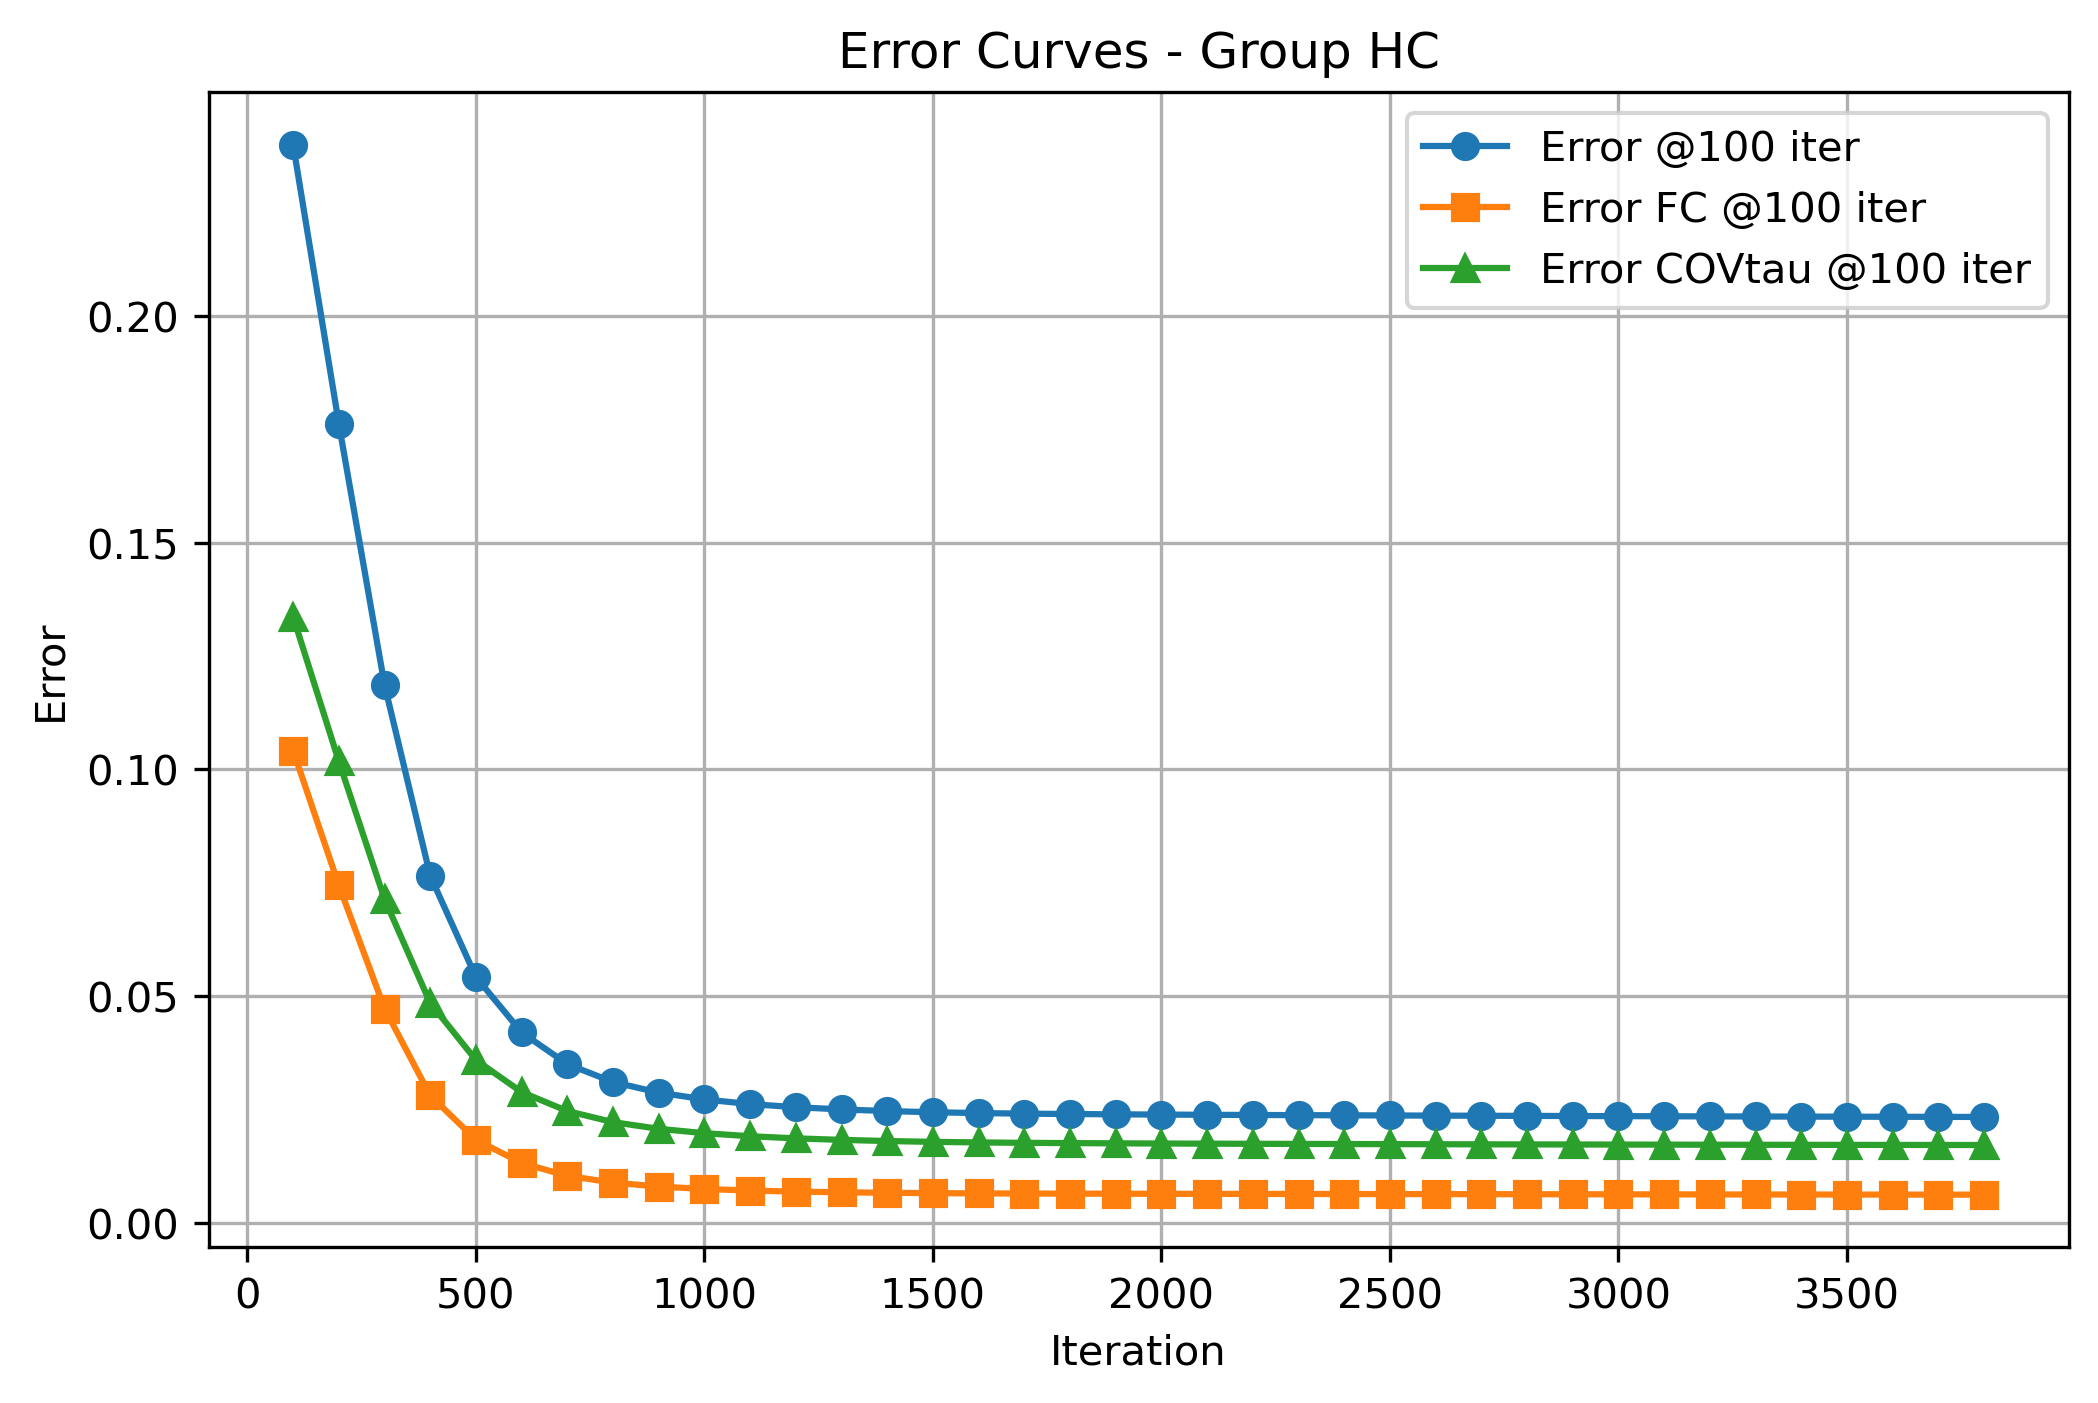 Error Curves - Group HC
Error @100 iter
Error FC @100 iter
Error COVtau @100 iter
Error
0.20
0.15
0.10
0.05
0.00
0 500 1000 1500 2000 2500 3000 3500
Iteration